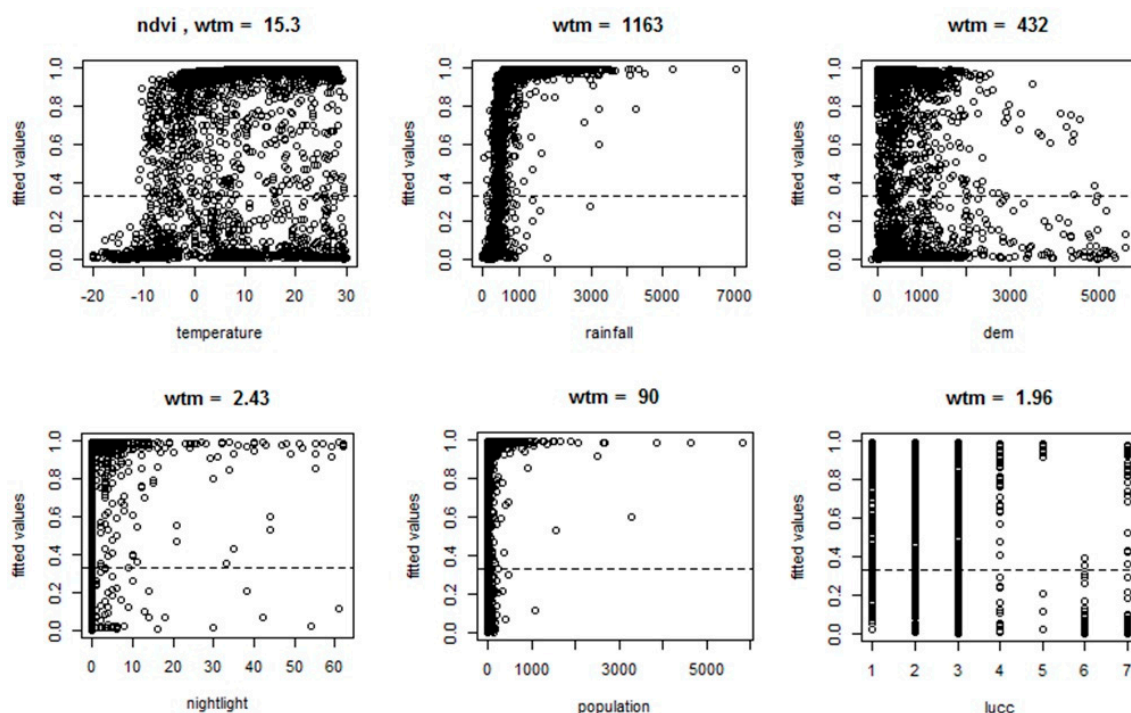 ndvi , wtm = 15.3
fitted values
0.0 0.2 0.4 0.6 0.8 1.0
-20 -10 0 10 20 30
temperature
wtm = 1163
fitted values
0.0 0.2 0.4 0.6 0.8 1.0
0 1000 3000 5000 7000
rainfall
wtm = 432
fitted values
0.0 0.2 0.4 0.6 0.8 1.0
0 1000 3000 5000
dem
wtm = 2.43
fitted values
0.0 0.2 0.4 0.6 0.8 1.0
0 10 20 30 40 50 60
nightlight
wtm = 90
fitted values
0.0 0.2 0.4 0.6 0.8 1.0
0 1000 3000 5000
population
wtm = 1.96
fitted values
0.0 0.2 0.4 0.6 0.8 1.0
1 2 3 4 5 6 7
lucc